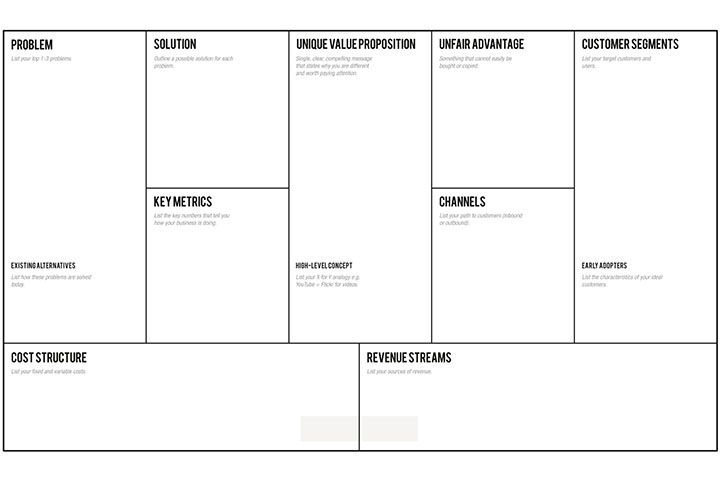 PROBLEM
List your top 1-3 problems.
EXISTING ALTERNATIVES
List how these problems are solved
today.
SOLUTION
Outline a possible solution for each
problem.
KEY METRICS
List the key numbers that tell you
how your business is doing.
UNIQUE VALUE PROPOSITION
Single, clear, compelling message
that states why you are different
and worth paying attention.
HIGH-LEVEL CONCEPT
List your X for Y analogy e.g.
YouTube = Flickr for videos.
UNFAIR ADVANTAGE
Something that cannot easily be
bought or copied.
CHANNELS
List your path to customers (inbound
or outbound).
CUSTOMER SEGMENTS
List your target customers and
users.
EARLY ADOPTERS
List the characteristics of your ideal
customers.
COST STRUCTURE
List your fixed and variable costs.
REVENUE STREAMS
List your sources of revenue.